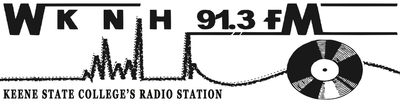 WKNH 91.3 fM
KEENE STATE COLLEGE'S RADIO STATION